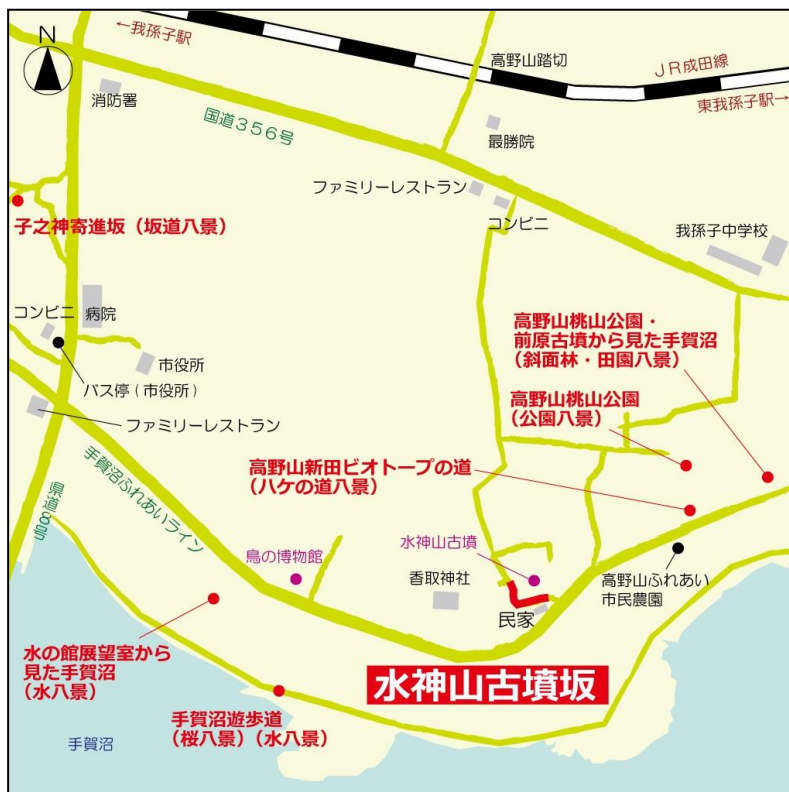 ←我孫子駅
N
高野山踏切
JR成田線
東我孫子駅→
消防署
国道356号
最勝院
ファミリーレストラン
コンビニ
我孫子中学校
子之神寄進坂（坂道八景）
コンビニ
病院
市役所
バス停（市役所）
ファミリーレストラン
高野山桃山公園・
前原古墳から見た手賀沼
（斜面林・田園八景）
高野山桃山公園
（公園八景）
高野山新田ビオトープの道
（ハケの道八景）
手賀沼ふれあいライン
県道8号
鳥の博物館
水神山古墳
香取神社
民家
高野山ふれあい
市民農園
水の館展望室から
見た手賀沼
（水八景）
水神山古墳坂
手賀沼遊歩道
（桜八景）（水八景）
手賀沼